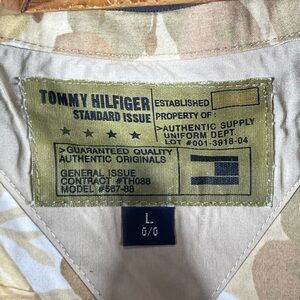 TOMMY HILFIGER
STANDARD ISSUE
ESTABLISHED
PROPERTY OF:
>AUTHENTIC SUPPLY
UNIFORM DEPT.
LOT #001-3918-04
>GUARANTEED QUALITY
AUTHENTIC ORIGINALS
GENERAL ISSUE
CONTRACT #TH088
MODEL #567-88
L
G/G